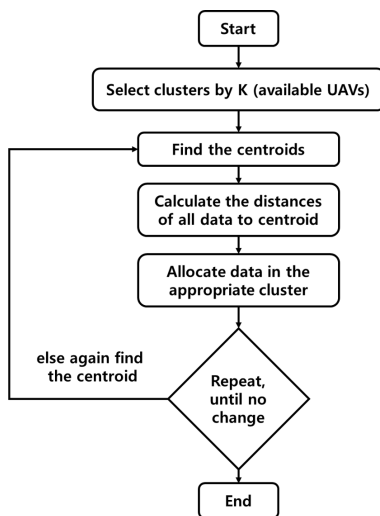 Start
Select clusters by K (available UAVs)
Find the centroids
Calculate the distances
of all data to centroid
Allocate data in the
appropriate cluster
else again find
the centroid
Repeat,
until no
change
End